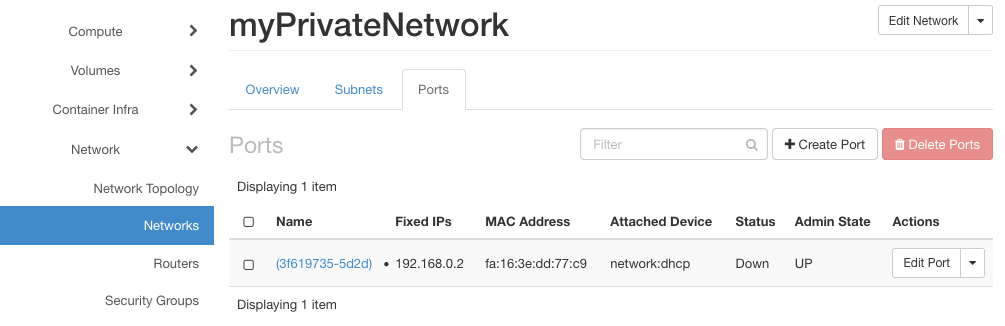 myPrivateNetwork
Edit Network
Compute
Volumes
Container Infra
Network
Network Topology
Networks
Routers
Security Groups
Overview Subnets Ports
Ports
Filter
Create Port
Delete Ports
Displaying 1 item
Name Fixed IPs MAC Address Attached Device Status Admin State Actions
(3f619735-5d2d) • 192.168.0.2 fa:16:3e:dd:77:c9 network:dhcp Down UP Edit Port
Displaying 1 item